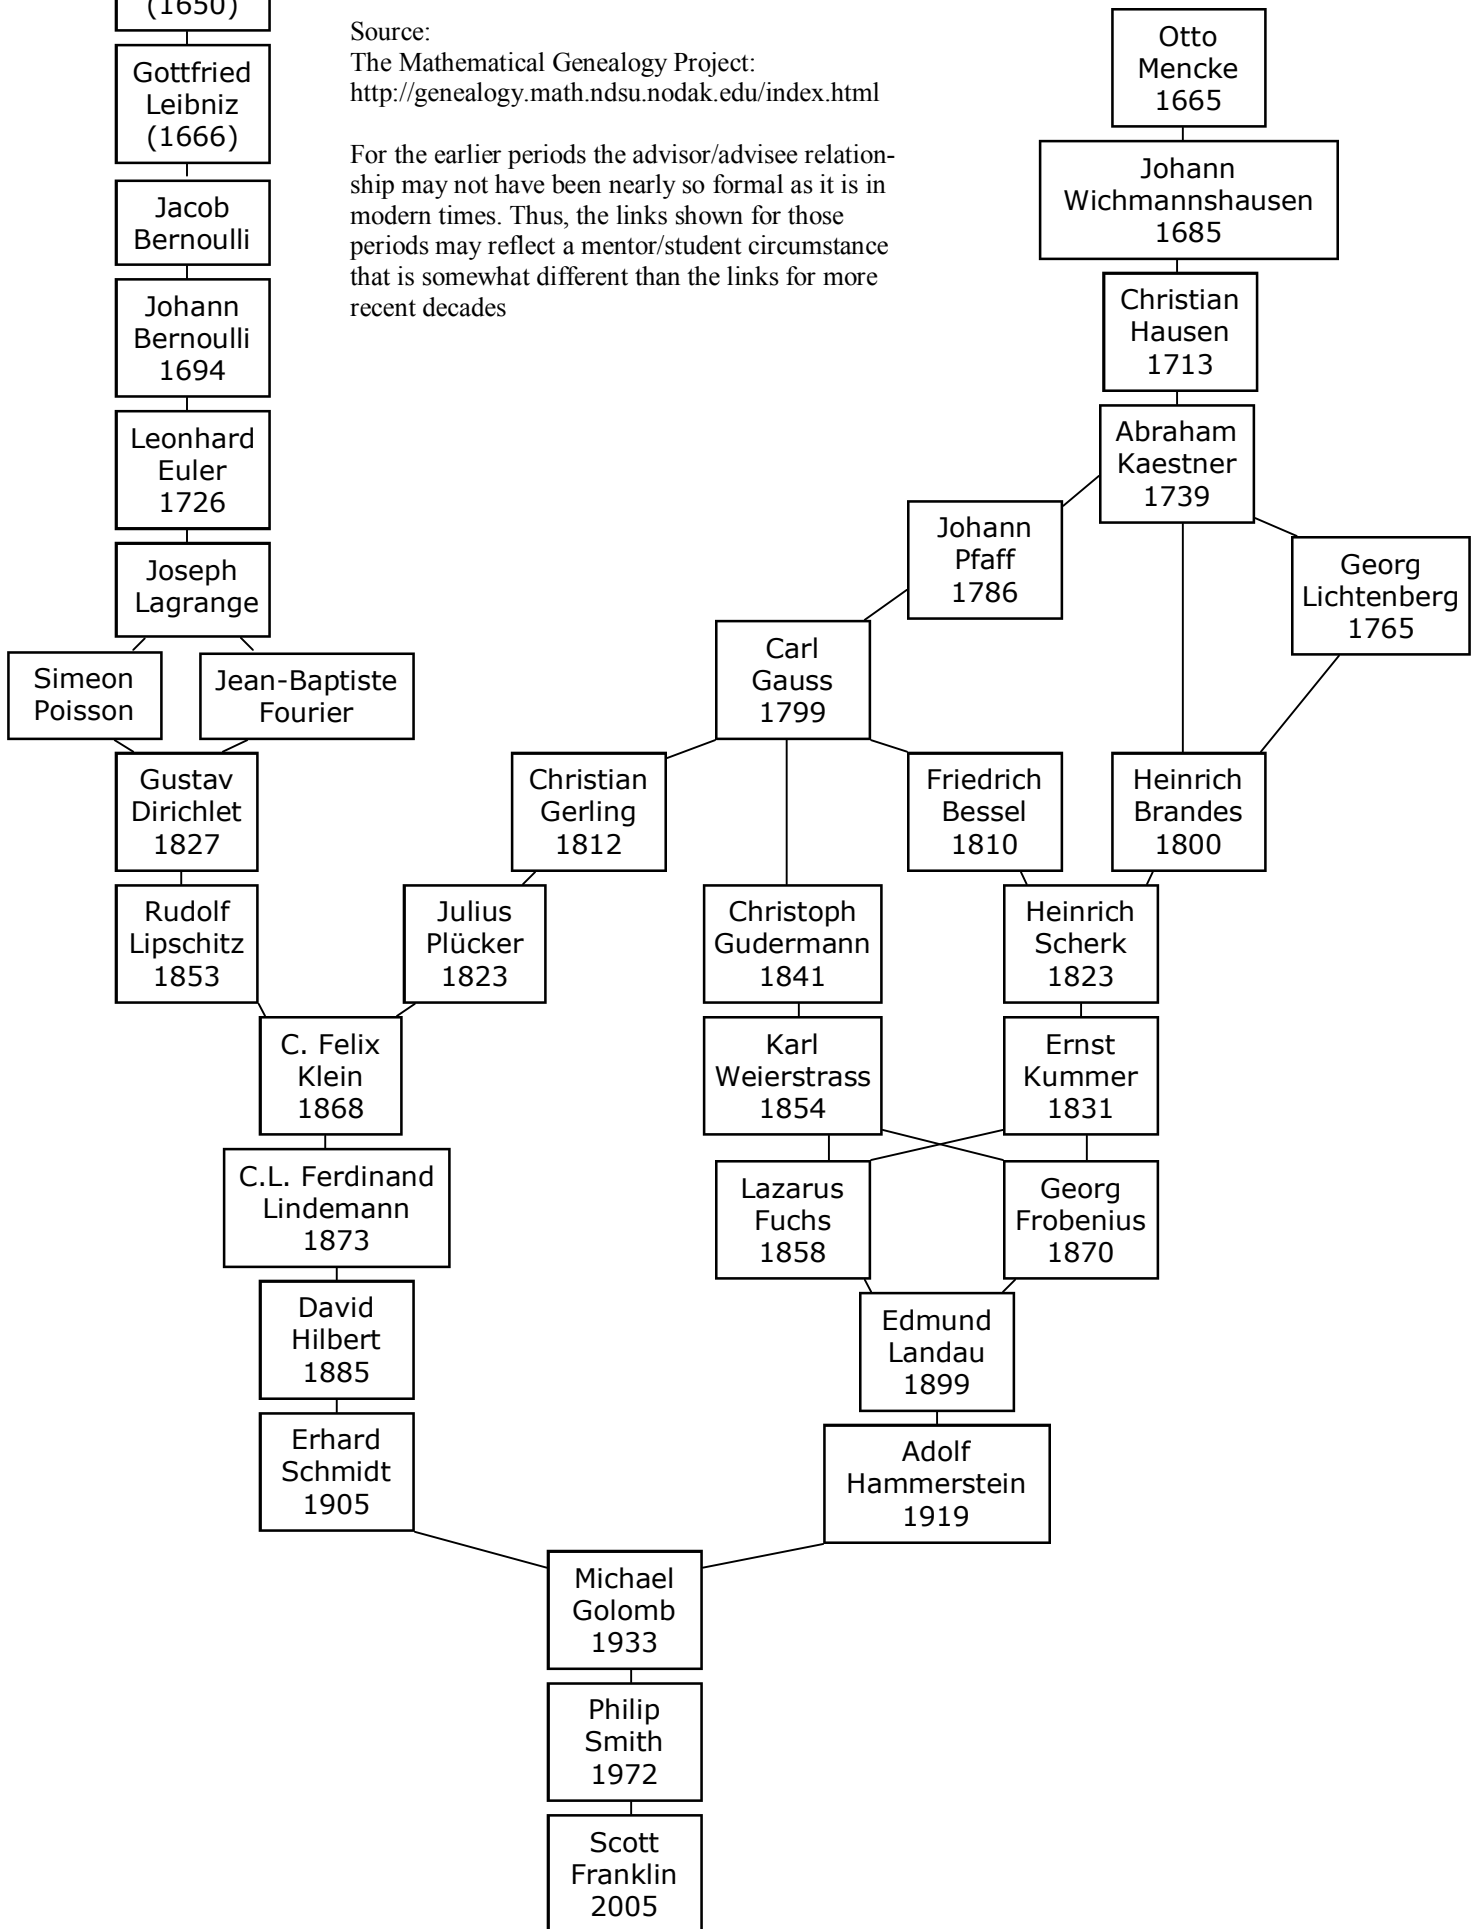 (1650)
Gottfried
Leibniz
(1666)
Jacob
Bernoulli
Johann
Bernoulli
1694
Leonhard
Euler
1726
Joseph
Lagrange
Simeon
Poisson
Jean-Baptiste
Fourier
Gustav
Dirichlet
1827
Rudolf
Lipschitz
1853
Source:
The Mathematical Genealogy Project:
http://genealogy.math.ndsu.nodak.edu/index.html
For the earlier periods the advisor/advisee relation-
ship may not have been nearly so formal as it is in
modern times. Thus, the links shown for those
periods may reflect a mentor/student circumstance
that is somewhat different than the links for more
recent decades
Otto
Mencke
1665
Johann
Wichmannshausen
1685
Christian
Hausen
1713
Abraham
Kaestner
1739
Johann
Pfaff
1786
Georg
Lichtenberg
1765
Carl
Gauss
1799
Christian
Gerling
1812
Friedrich
Bessel
1810
Heinrich
Brandes
1800
Julius
Plücker
1823
Christoph
Gudermann
1841
Heinrich
Scherk
1823
C. Felix
Klein
1868
Karl
Weierstrass
1854
Ernst
Kummer
1831
C.L. Ferdinand
Lindemann
1873
Lazarus
Fuchs
1858
Georg
Frobenius
1870
David
Hilbert
1885
Edmund
Landau
1899
Erhard
Schmidt
1905
Adolf
Hammerstein
1919
Michael
Golomb
1933
Philip
Smith
1972
Scott
Franklin
2005